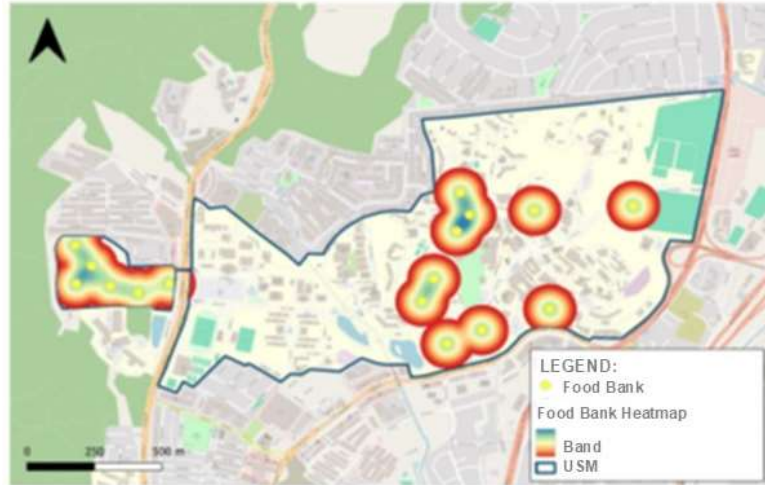 LEGEND:
Food Bank
Food Bank Heatmap
Band
USM
0 250 500 m